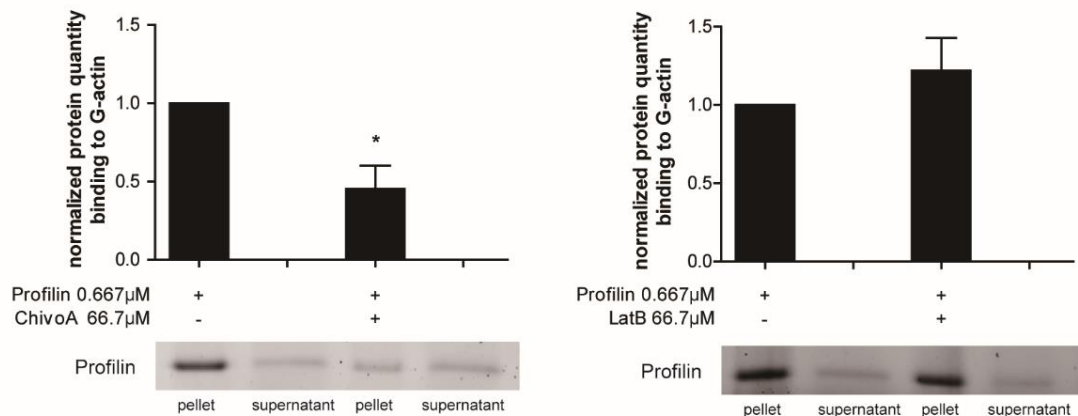 normalized protein quantity
binding to G-actin
1.5
1.0
0.5
0.0
*
Profilin 0.667µM + +
ChivoA 66.7µM - +
Profilin
pellet supernatant pellet supernatant
normalized protein quantity
binding to G-actin
1.5
1.0
0.5
0.0
Profilin 0.667µM + +
LatB 66.7µM - +
Profilin
pellet supernatant pellet supernatant